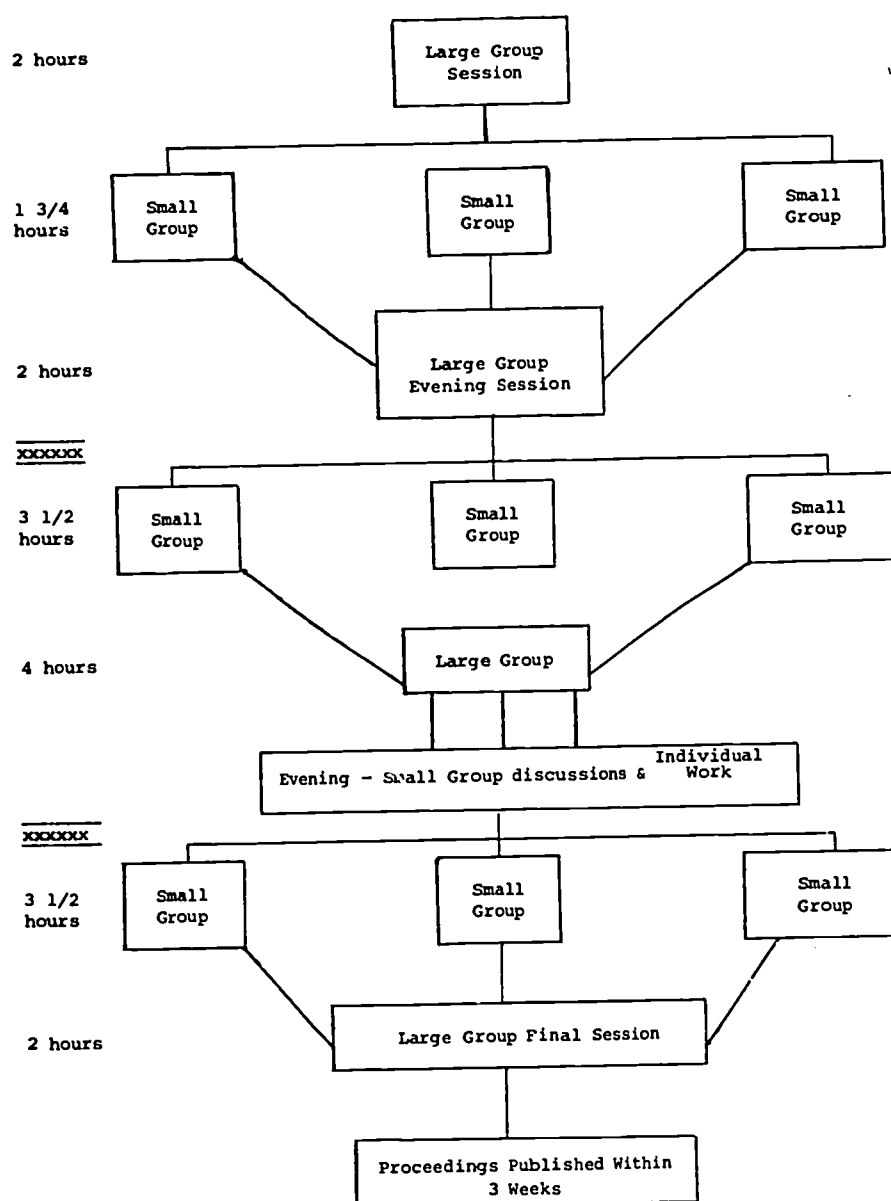 2 hours
Large Group
Session
1 3/4
hours
Small
Group
Small
Group
Small
Group
2 hours
Large Group
Evening Session
xxxxxx
3 1/2
hours
Small
Group
Small
Group
Small
Group
4 hours
Large Group
Evening - Small Group discussions & Individual
Work
xxxxxx
3 1/2
hours
Small
Group
Small
Group
Small
Group
2 hours
Large Group Final Session
Proceedings Published Within
3 Weeks